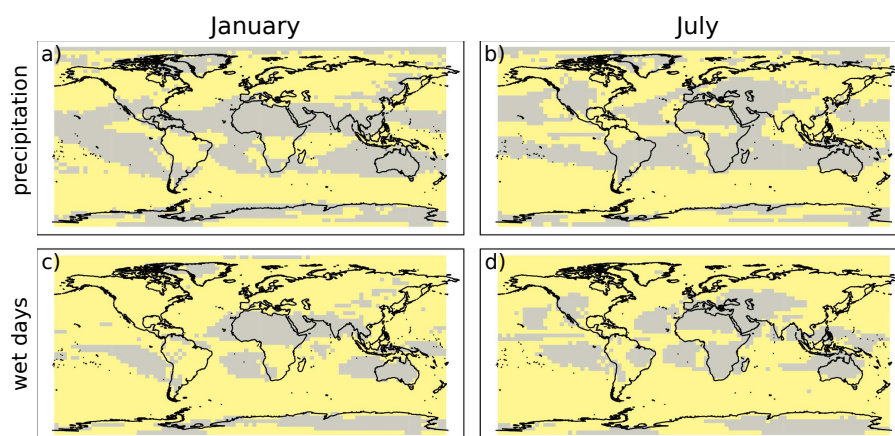 January
July
precipitation
a)
b)
wet days
c)
d)